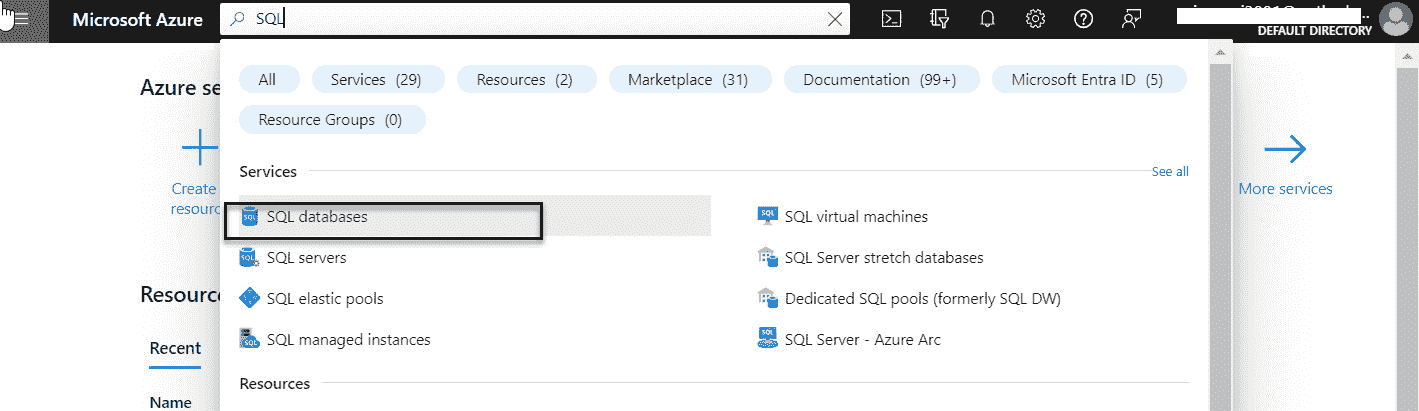 Microsoft Azure
SQL
DEFAULT DIRECTORY
All
Services (29)
Resources (2)
Marketplace (31)
Documentation (99+)
Microsoft Entra ID (5)
Resource Groups (0)
Azure se
Services
See all
Create
resourc
SQL databases
SQL virtual machines
More services
SQL servers
SQL Server stretch databases
SQL elastic pools
Dedicated SQL pools (formerly SQL DW)
SQL managed instances
SQL Server - Azure Arc
Resourc
Recent
Resources
Name